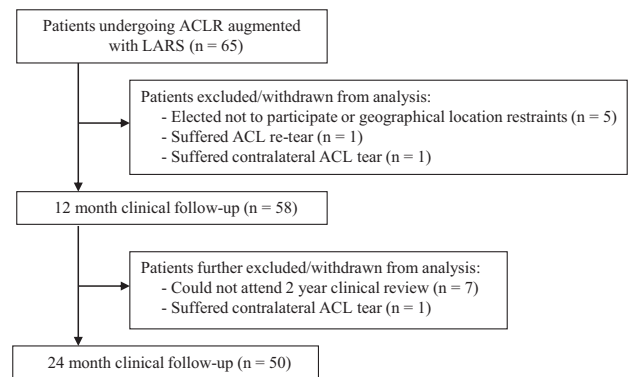 Patients undergoing ACLR augmented
with LARS (n = 65)
Patients excluded/withdrawn from analysis:
- Elected not to participate or geographical location restraints (n = 5)
- Suffered ACL re-tear (n = 1)
- Suffered contralateral ACL tear (n = 1)
12 month clinical follow-up (n = 58)
Patients further excluded/withdrawn from analysis:
- Could not attend 2 year clinical review (n = 7)
- Suffered contralateral ACL tear (n = 1)
24 month clinical follow-up (n = 50)